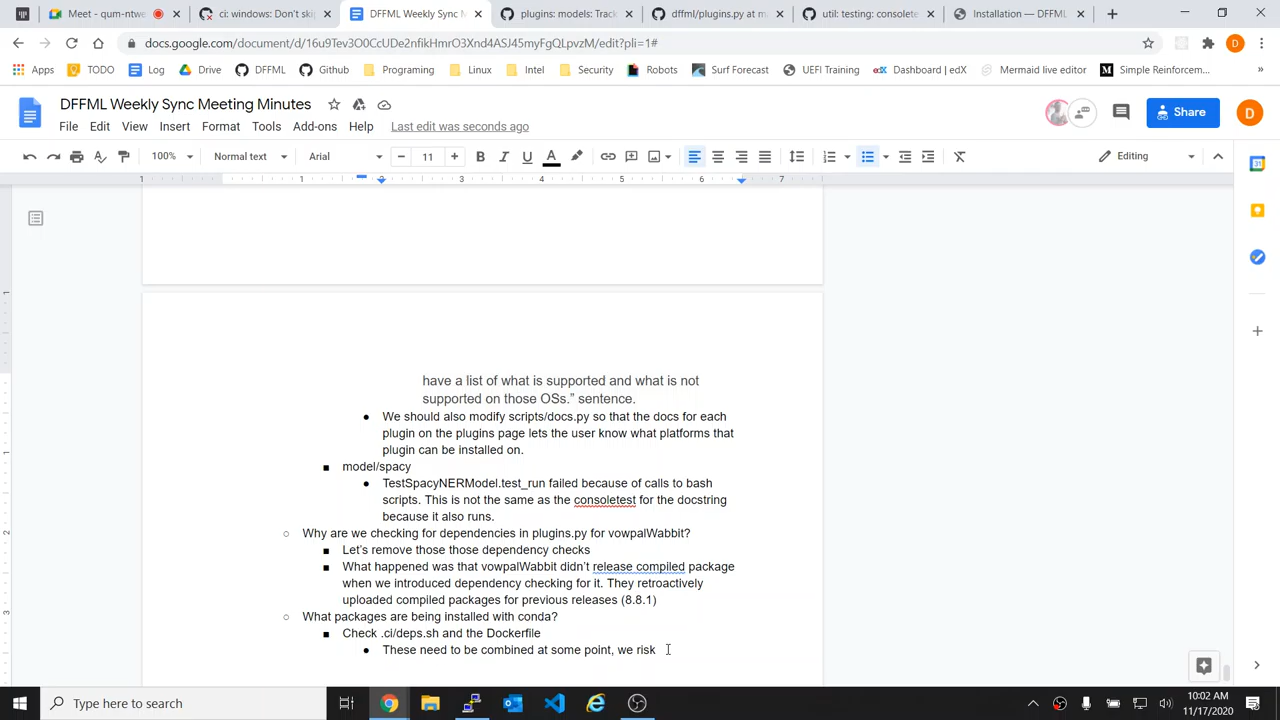 Meet - qum-ntwe
ci: windows: Don't skip
DFFML Weekly Sync M
plugins: models: Track
dffml/plugins.py at m
util: testing: consolete
Installation — DFFML
docs.google.com/document/d/16u9Tev3O0CcUDe2nfikHmrO3Xnd4ASJ45myFgQLpvzM/edit?pli=1#
D
Apps
TODO
Log
Drive
DFFML
Github
Programing
Linux
Intel
Security
Robots
Surf Forecast
UEFI Training
Dashboard | edX
Mermaid live editor
Simple Reinforcem...
DFFML Weekly Sync Meeting Minutes
Share
D
File Edit View Insert Format Tools Add-ons Help Last edit was seconds ago
100% Normal text Arial 11 B I U A Editing
1 2 3 4 5 6 7
have a list of what is supported and what is not
supported on those OSs.” sentence.
● We should also modify scripts/docs.py so that the docs for each
plugin on the plugins page lets the user know what platforms that
plugin can be installed on.
■ model/spacy
● TestSpacyNERModel.test_run failed because of calls to bash
scripts. This is not the same as the consoletest for the docstring
because it also runs.
○ Why are we checking for dependencies in plugins.py for vowpalWabbit?
■ Let’s remove those those dependency checks
■ What happened was that vowpalWabbit didn’t release compiled package
when we introduced dependency checking for it. They retroactively
uploaded compiled packages for previous releases (8.8.1)
○ What packages are being installed with conda?
■ Check .ci/deps.sh and the Dockerfile
● These need to be combined at some point, we risk
Type here to search
10:02 AM
11/17/2020